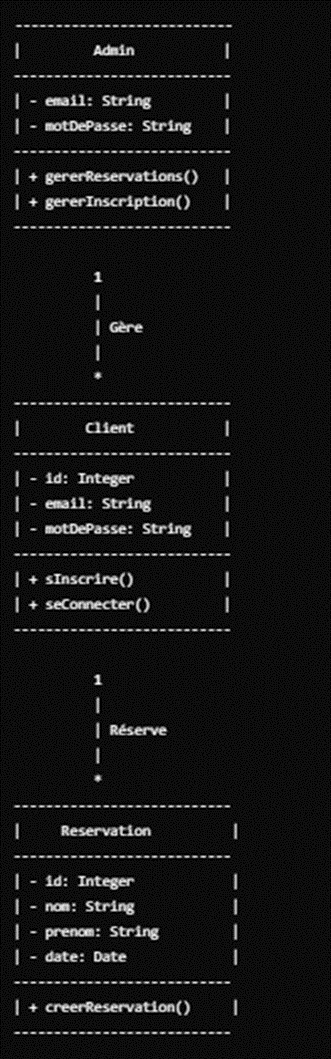 -----------------------------
|         Admin           |
-----------------------------
| - email: String         |
| - motDePasse: String    |
-----------------------------
| + gererReservations()   |
| + gererInscription()    |
-----------------------------
1
|
| Gère
|
*
-----------------------------
|        Client           |
-----------------------------
| - id: Integer           |
| - email: String         |
| - motDePasse: String    |
-----------------------------
| + sInscrire()           |
| + seConnecter()         |
-----------------------------
1
|
| Réserve
|
*
-----------------------------
|     Reservation          |
-----------------------------
| - id: Integer            |
| - nom: String            |
| - prenom: String         |
| - date: Date             |
-----------------------------
| + creerReservation()     |
-----------------------------